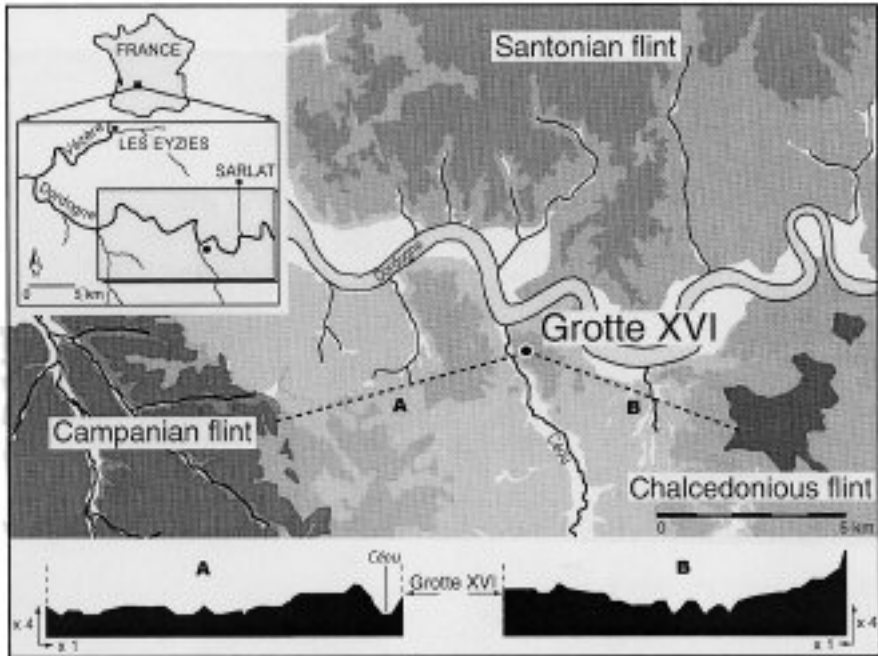 FRANCE
Santonian flint
Vézère
LES EYZIES
SARLAT
Dordogne
0 5 km
Dordogne
Grotte XVI
A
B
Campanian flint
Céou
Chalcedonious flint
0 5 km
A
Céou
Grotte XVI
B
x 4
x 1
x 4
x 1